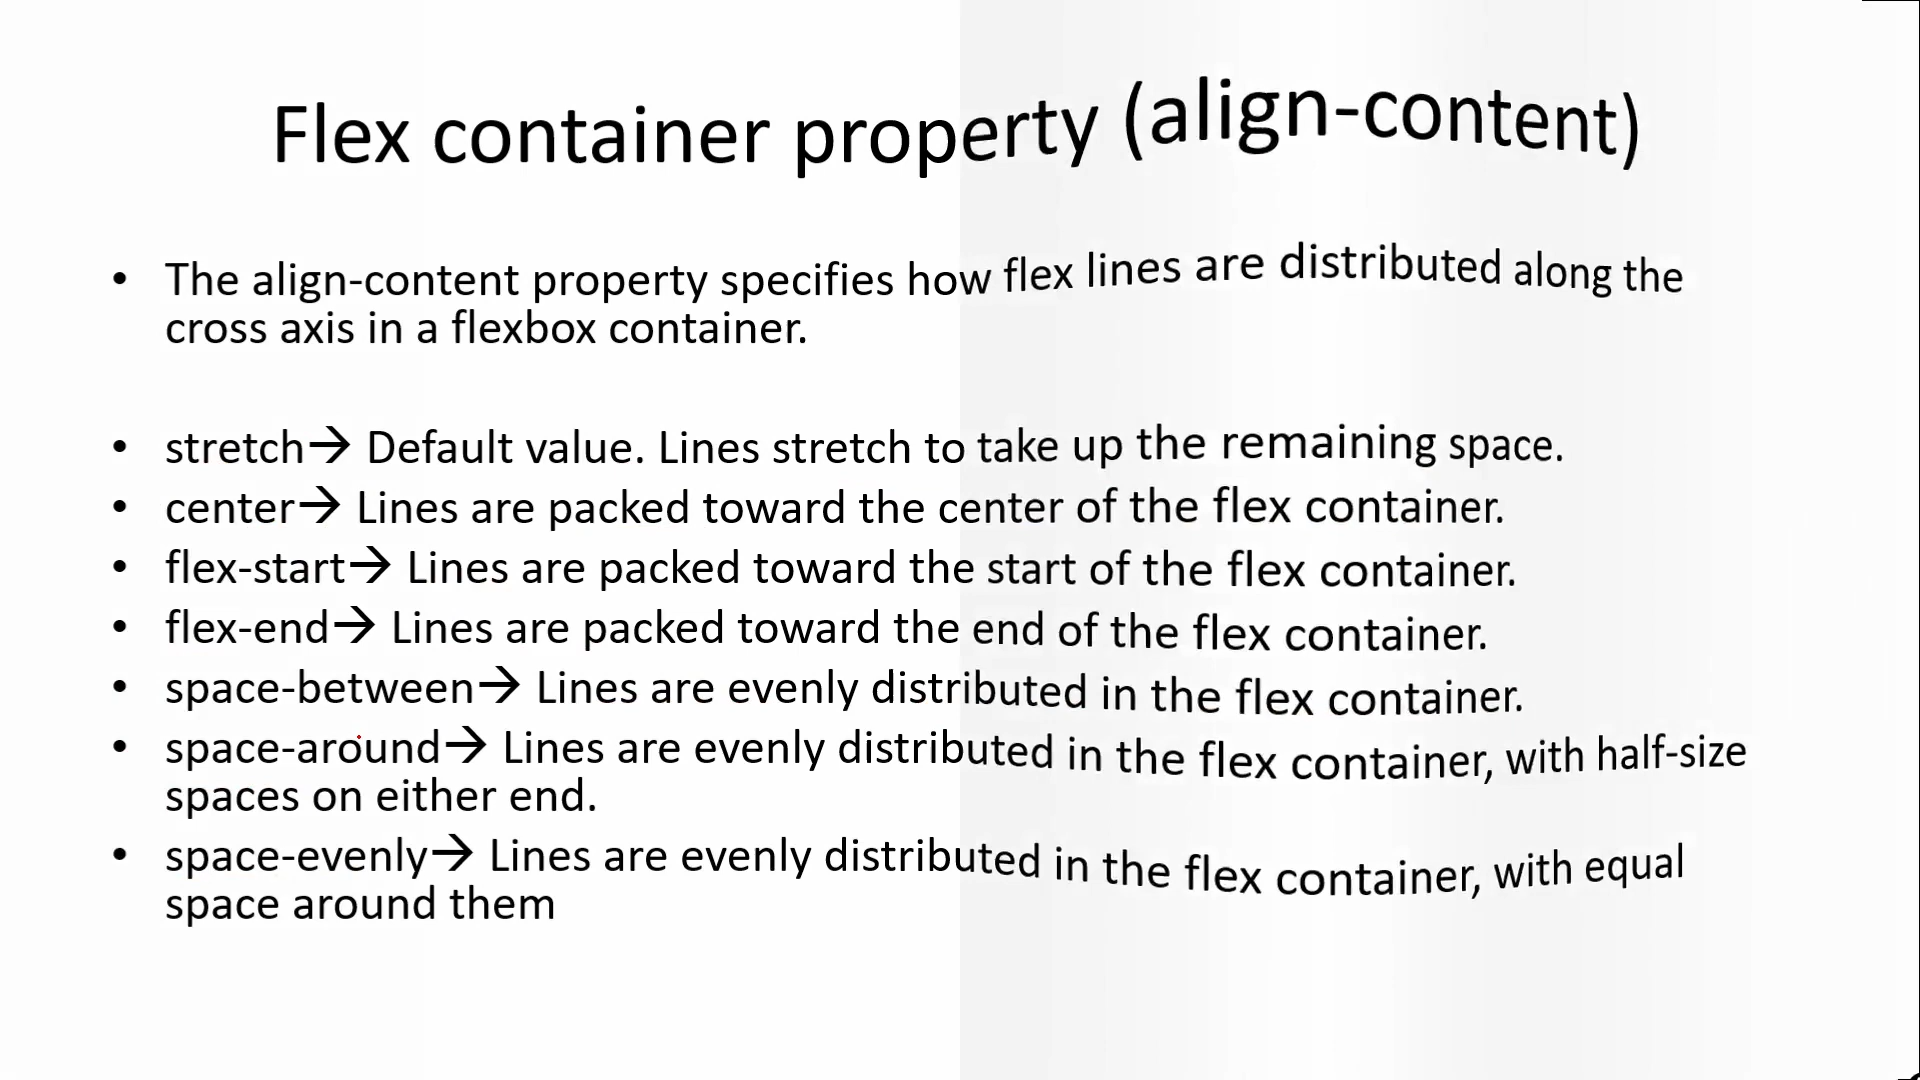 Flex container property (align-content)
• The align-content property specifies how flex lines are distributed along the
cross axis in a flexbox container.
• stretch→ Default value. Lines stretch to take up the remaining space.
• center→ Lines are packed toward the center of the flex container.
• flex-start→ Lines are packed toward the start of the flex container.
• flex-end→ Lines are packed toward the end of the flex container.
• space-between→ Lines are evenly distributed in the flex container.
• space-around→ Lines are evenly distributed in the flex container, with half-size
spaces on either end.
• space-evenly→ Lines are evenly distributed in the flex container, with equal
space around them